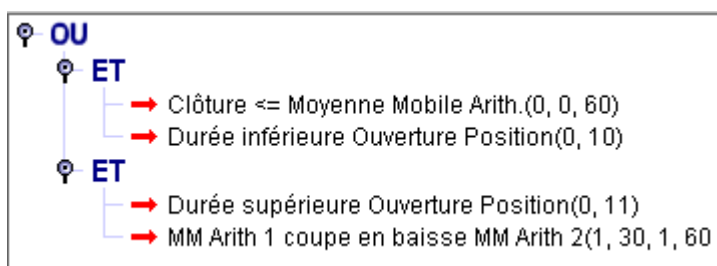 OU
ET
Clôture <= Moyenne Mobile Arith.(0, 0, 60)
Durée inférieure Ouverture Position(0, 10)
ET
Durée supérieure Ouverture Position(0, 11)
MM Arith 1 coupe en baisse MM Arith 2(1, 30, 1, 60